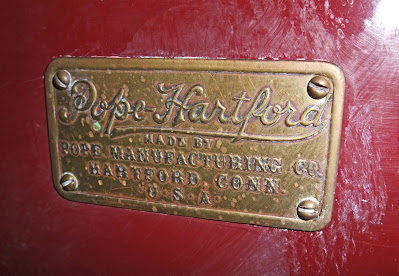 Pope-Hartford
MADE BY
POPE MANUFACTURING CO.
HARTFORD, CONN.
U.S.A.